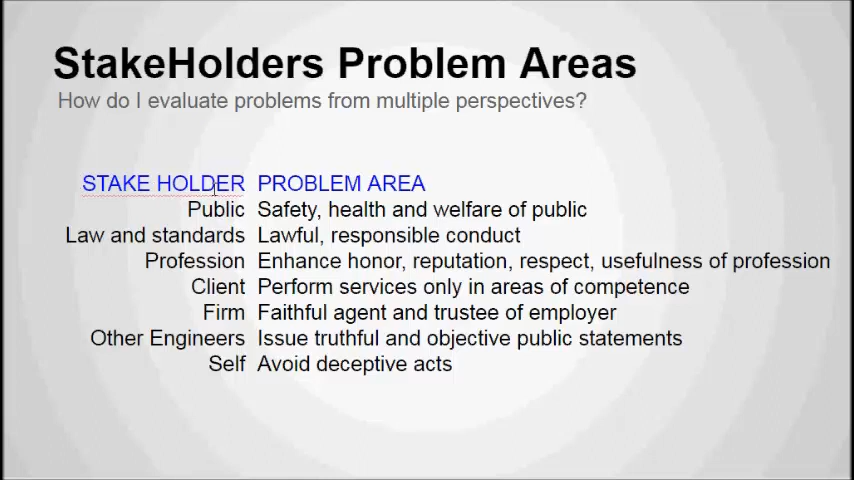 StakeHolders Problem Areas
How do I evaluate problems from multiple perspectives?
STAKE HOLDER PROBLEM AREA
Public Safety, health and welfare of public
Law and standards Lawful, responsible conduct
Profession Enhance honor, reputation, respect, usefulness of profession
Client Perform services only in areas of competence
Firm Faithful agent and trustee of employer
Other Engineers Issue truthful and objective public statements
Self Avoid deceptive acts